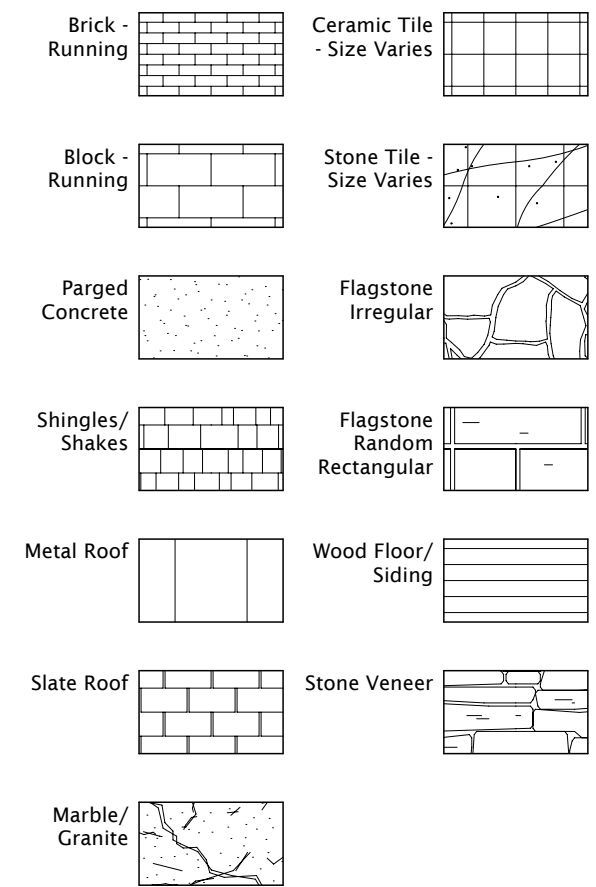 Brick -
Running
Ceramic Tile
- Size Varies
Block -
Running
Stone Tile -
Size Varies
Parged
Concrete
Flagstone
Irregular
Shingles/
Shakes
Flagstone
Random
Rectangular
Metal Roof
Wood Floor/
Siding
Slate Roof
Stone Veneer
Marble/
Granite